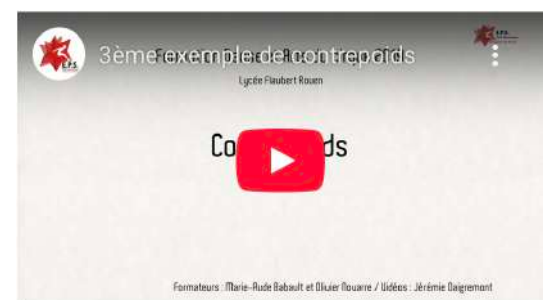 3ème exemple de contrepoids
Lycée Flaubert Rouen
Co ds
Formateurs : Marie-Aude Babault et Olivier Nouarre / Vidéos : Jérémie Daigremont